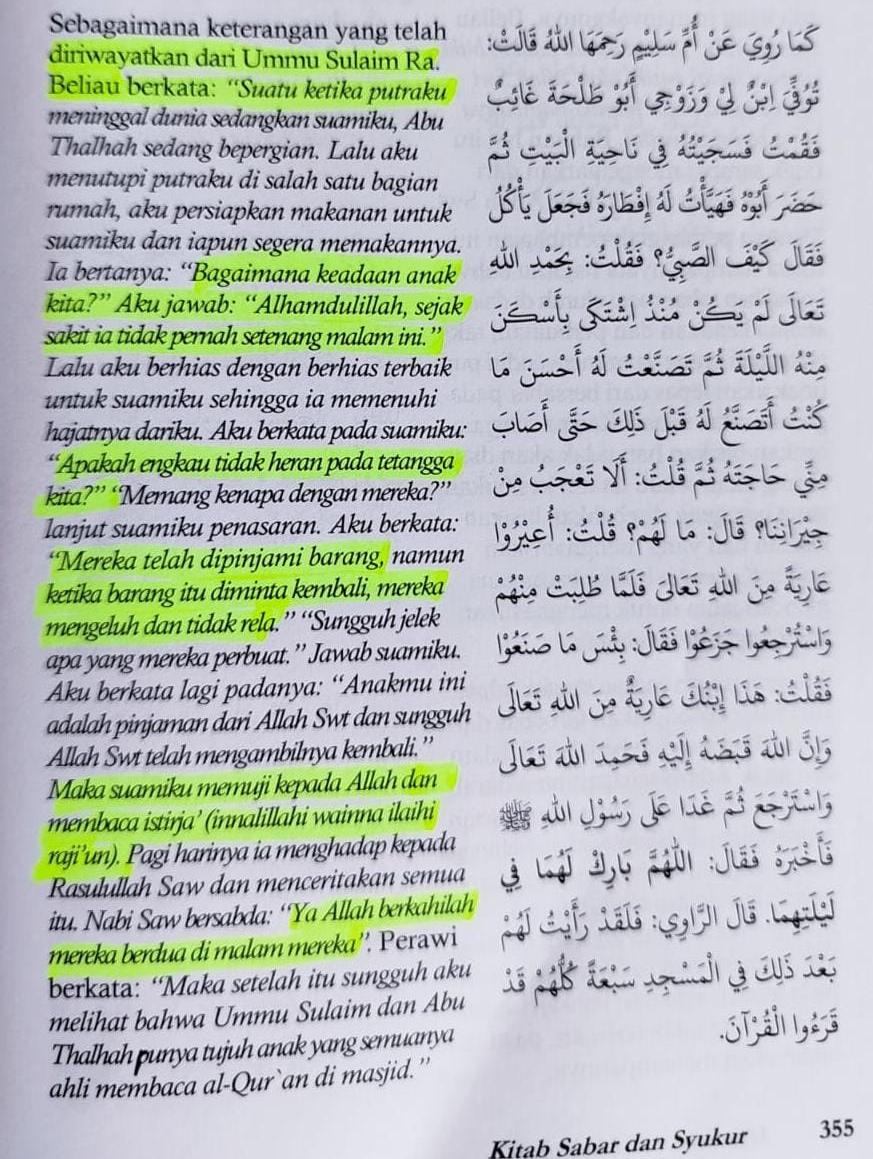 Sebagaimana keterangan yang telah
diriwayatkan dari Ummu Sulaim Ra.
Beliau berkata: “Suatu ketika putraku
meninggal dunia sedangkan suamiku, Abu
Thalhah sedang bepergian. Lalu aku
menutupi putraku di salah satu bagian
rumah, aku persiapkan makanan untuk
suamiku dan iapun segera memakannya.
Ia bertanya: “Bagaimana keadaan anak
kita?” Aku jawab: “Alhamdulillah, sejak
sakit ia tidak pernah setenang malam ini.”
Lalu aku berhias dengan berhias terbaik
untuk suamiku sehingga ia memenuhi
hajatnya dariku. Aku berkata pada suamiku:
“Apakah engkau tidak heran pada tetangga
kita?” “Memang kenapa dengan mereka?”
lanjut suamiku penasaran. Aku berkata:
“Mereka telah dipinjami barang, namun
ketika barang itu diminta kembali, mereka
mengeluh dan tidak rela.” “Sungguh jelek
apa yang mereka perbuat.” Jawab suamiku.
Aku berkata lagi padanya: “Anakmu ini
adalah pinjaman dari Allah Swt dan sungguh
Allah Swt telah mengambilnya kembali.”
Maka suamiku memuji kepada Allah dan
membaca istirja’ (innalillahi wainna ilaihi
raji’un). Pagi harinya ia menghadap kepada
Rasulullah Saw dan menceritakan semua
itu. Nabi Saw bersabda: “Ya Allah berkahilah
mereka berdua di malam mereka”. Perawi
berkata: “Maka setelah itu sungguh aku
melihat bahwa Ummu Sulaim dan Abu
Thalhah punya tujuh anak yang semuanya
ahli membaca al-Qur`an di masjid.”
كَمَا رُوِيَ عَنْ أُمِّ سَلِيْمٍ رَحِمَهَا اللهُ قَالَتْ:
تُوُفِّيَ اِبْنٌ لِيْ وَزَوْجِي أَبُوْ طَلْحَةَ غَائِبٌ
فَقُمْتُ فَسَجَيْتُهُ فِي نَاحِيَةِ الْبَيْتِ ثُمَّ
حَضَرَ أَبُوْهُ فَهَيَّأْتُ لَهُ إِفْطَارَهُ فَجَعَلَ يَأْكُلُ
فَقَالَ كَيْفَ الصَّبِيُّ؟ فَقُلْتُ: بِحَمْدِ اللهِ
تَعَالَى لَمْ يَكُنْ مُنْذُ اِشْتَكَى بِأَسْكَنَ
مِنْهُ اللَّيْلَةَ ثُمَّ تَصَنَّعْتُ لَهُ أَحْسَنَ مَا
كُنْتُ أَتَصَنَّعُ لَهُ قَبْلَ ذَلِكَ حَتَّى أَصَابَ
مِنِّي حَاجَتَهُ ثُمَّ قُلْتُ: أَلَا تَعْجَبُ مِنْ
جِيْرَانِنَا؟ قَالَ: مَا لَهُمْ؟ قُلْتُ: أُعِيْرُوْا
عَارِيَةً مِنَ اللهِ تَعَالَى فَلَمَّا طُلِبَتْ مِنْهُمْ
وَاسْتُرْجِعُوا جَزَعُوْا فَقَالَ: بِئْسَ مَا صَنَعُوْا
فَقُلْتُ: هَذَا اِبْنُكَ عَارِيَةٌ مِنَ اللهِ تَعَالَى
وَإِنَّ اللهَ قَبَضَهُ إِلَيْهِ فَحَمِدَ اللهَ تَعَالَى
وَاسْتَرْجَعَ ثُمَّ غَدَا عَلَى رَسُوْلِ اللهِ ﷺ
فَأَخْبَرَهُ فَقَالَ: اَللّٰهُمَّ بَارِكْ لَهُمَا فِي
لَيْلَتِهِمَا. قَالَ الرَّاوِي: فَلَقَدْ رَأَيْتُ لَهُمْ
بَعْدَ ذَلِكَ فِي الْمَسْجِدِ سَبْعَةً كُلُّهُمْ قَدْ
قَرَءُوا الْقُرْآنَ.
Kitab Sabar dan Syukur 355